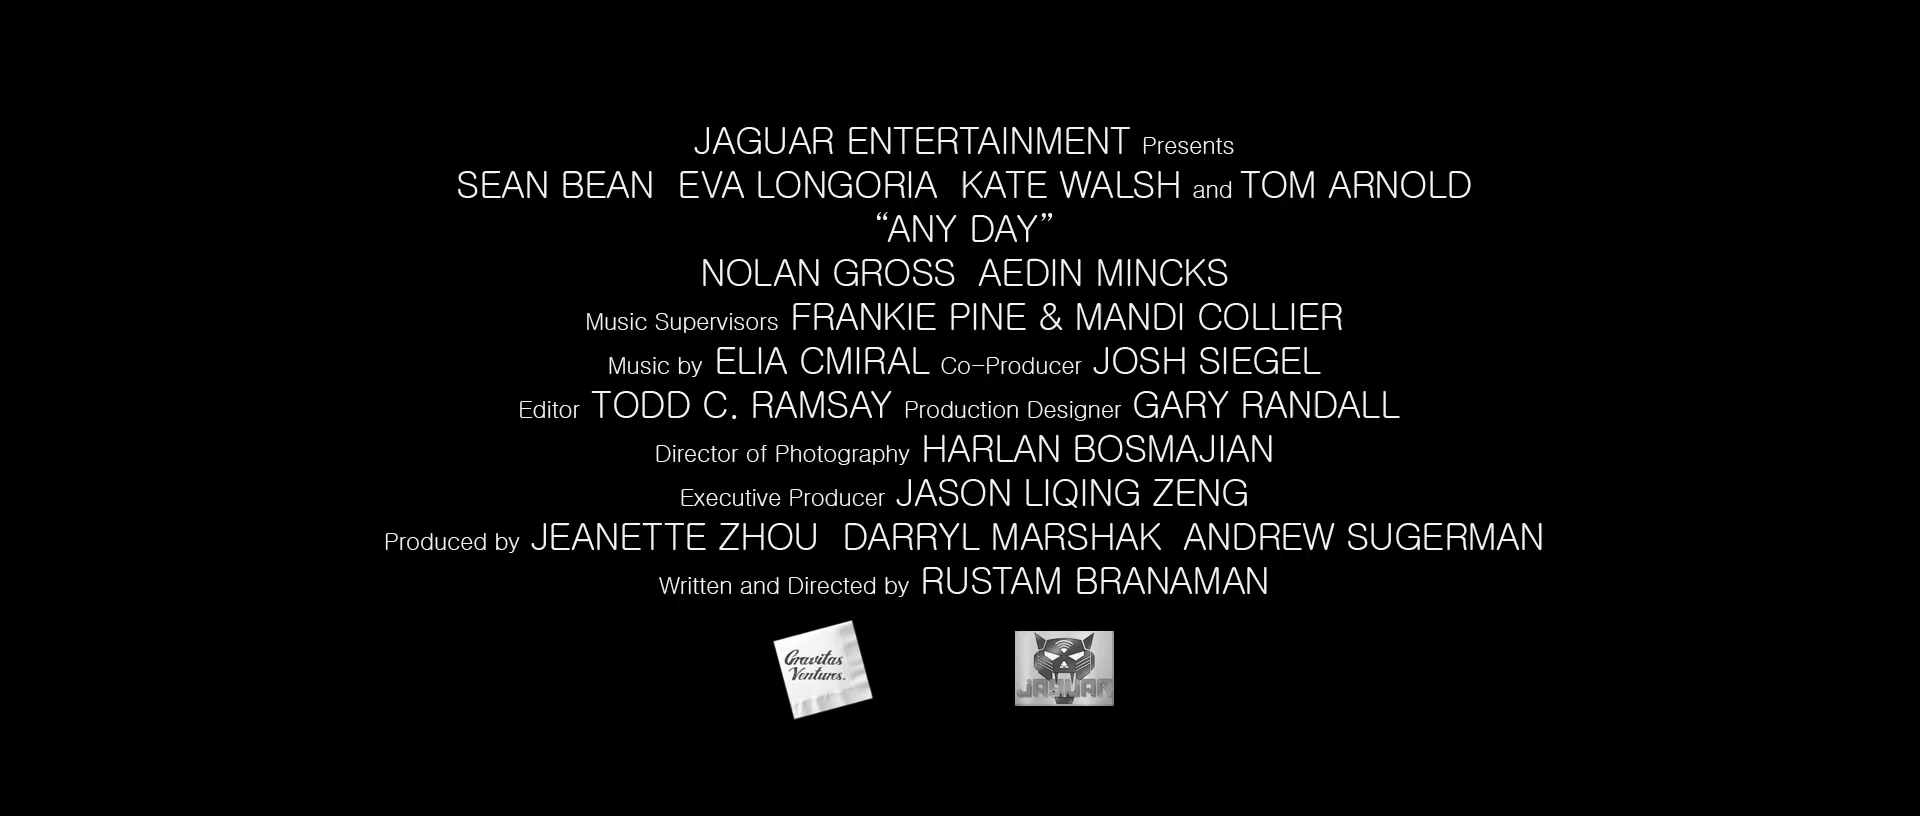 JAGUAR ENTERTAINMENT Presents
SEAN BEAN  EVA LONGORIA  KATE WALSH and TOM ARNOLD
“ANY DAY”
NOLAN GROSS  AEDIN MINCKS
Music Supervisors FRANKIE PINE & MANDI COLLIER
Music by ELIA CMIRAL Co-Producer JOSH SIEGEL
Editor TODD C. RAMSAY Production Designer GARY RANDALL
Director of Photography HARLAN BOSMAJIAN
Executive Producer JASON LIQING ZENG
Produced by JEANETTE ZHOU  DARRYL MARSHAK  ANDREW SUGERMAN
Written and Directed by RUSTAM BRANAMAN
Gravitas
Ventures
JAGUAR